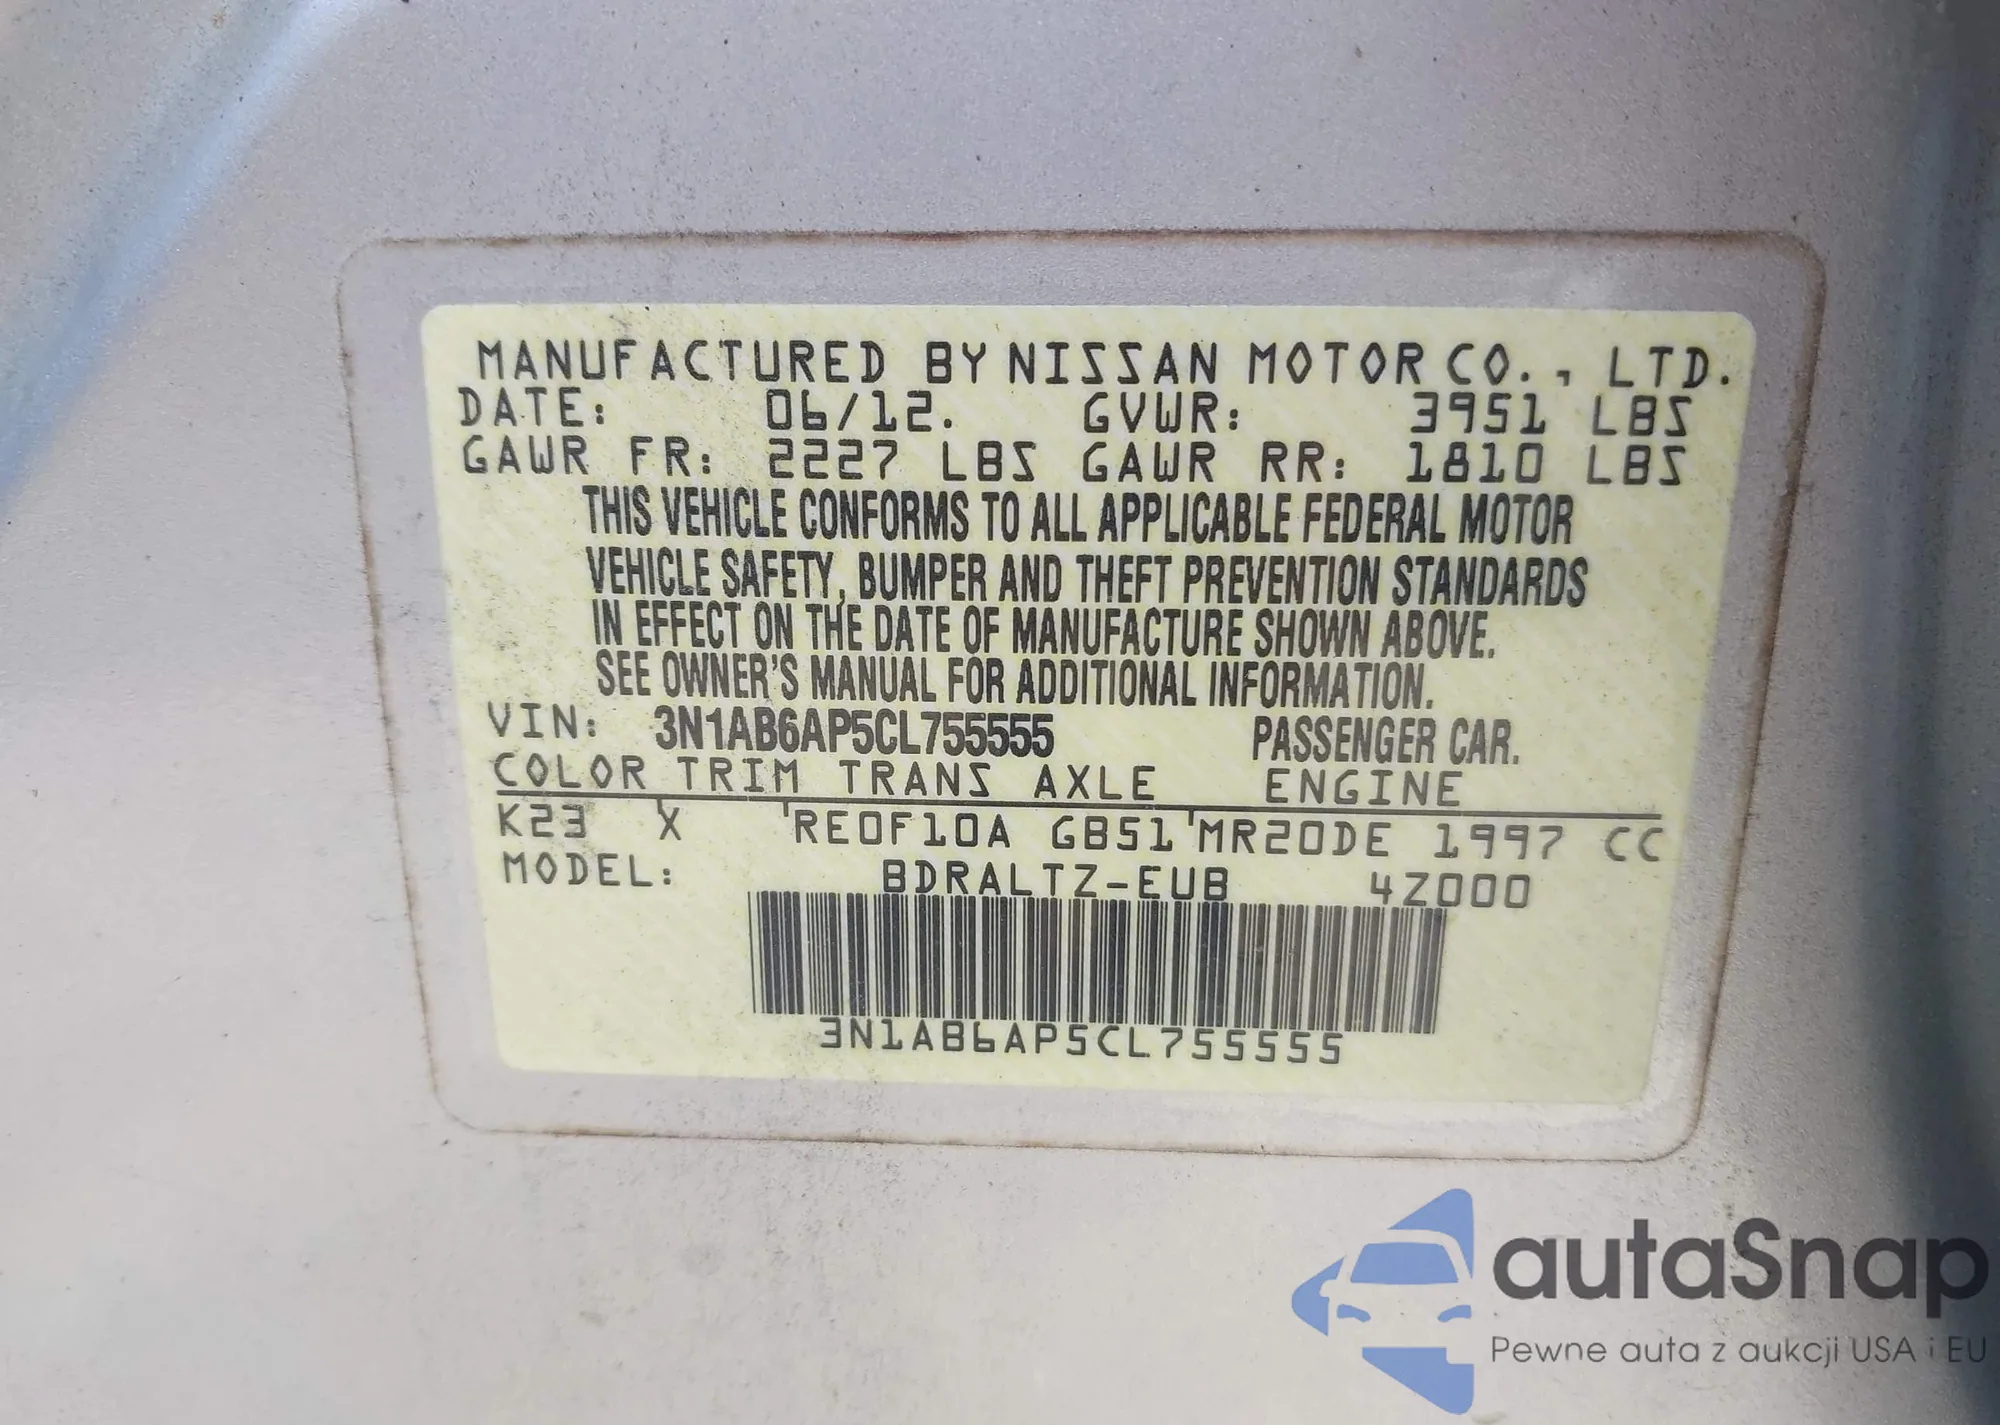 MANUFACTURED BY NISSAN MOTOR CO., LTD.
DATE: 06/12. GVWR: 3951 LBS
GAWR FR: 2227 LBS GAWR RR: 1810 LBS
THIS VEHICLE CONFORMS TO ALL APPLICABLE FEDERAL MOTOR
VEHICLE SAFETY, BUMPER AND THEFT PREVENTION STANDARDS
IN EFFECT ON THE DATE OF MANUFACTURE SHOWN ABOVE.
SEE OWNER'S MANUAL FOR ADDITIONAL INFORMATION.
VIN: 3N1AB6AP5CL755555 PASSENGER CAR.
COLOR TRIM TRANS AXLE ENGINE
K23 X RE0F10A GB51 MR20DE 1997 CC
MODEL: BDRALTZ-EUB 4Z000
3N1AB6AP5CL755555
autaSnap
Pewne auta z aukcji USA i EU